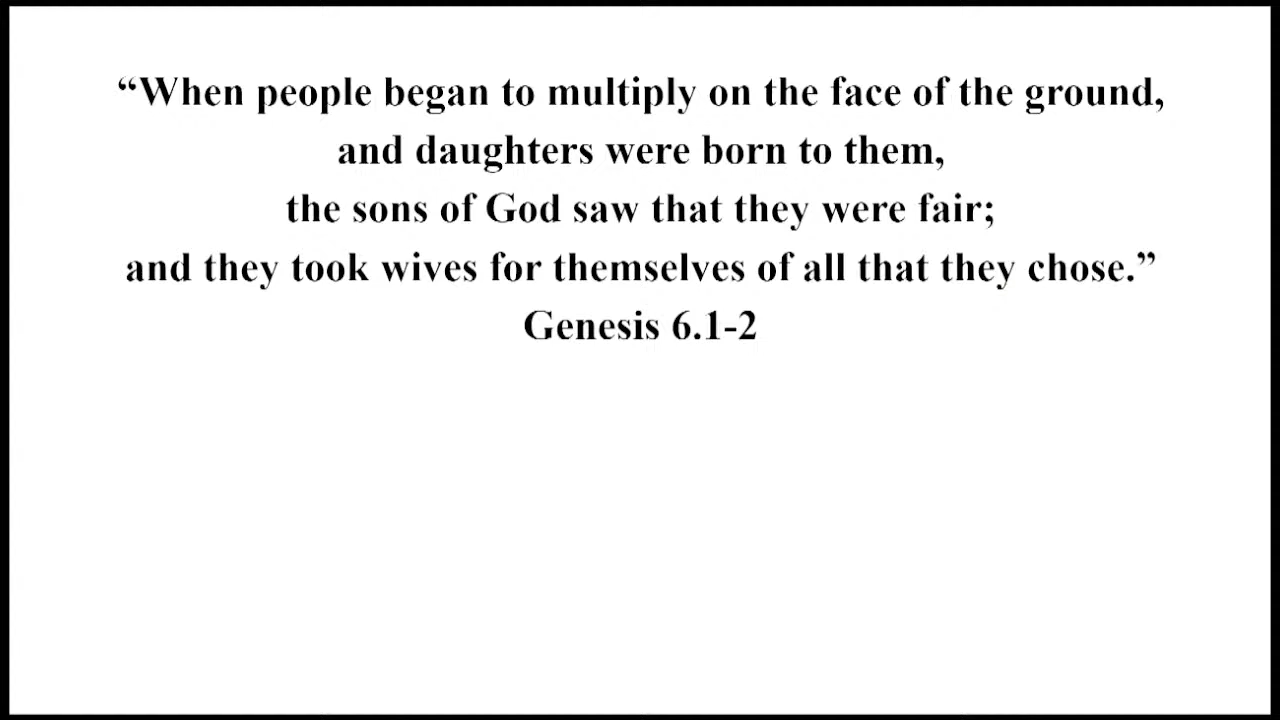 “When people began to multiply on the face of the ground,
and daughters were born to them,
the sons of God saw that they were fair;
and they took wives for themselves of all that they chose.”
Genesis 6.1-2